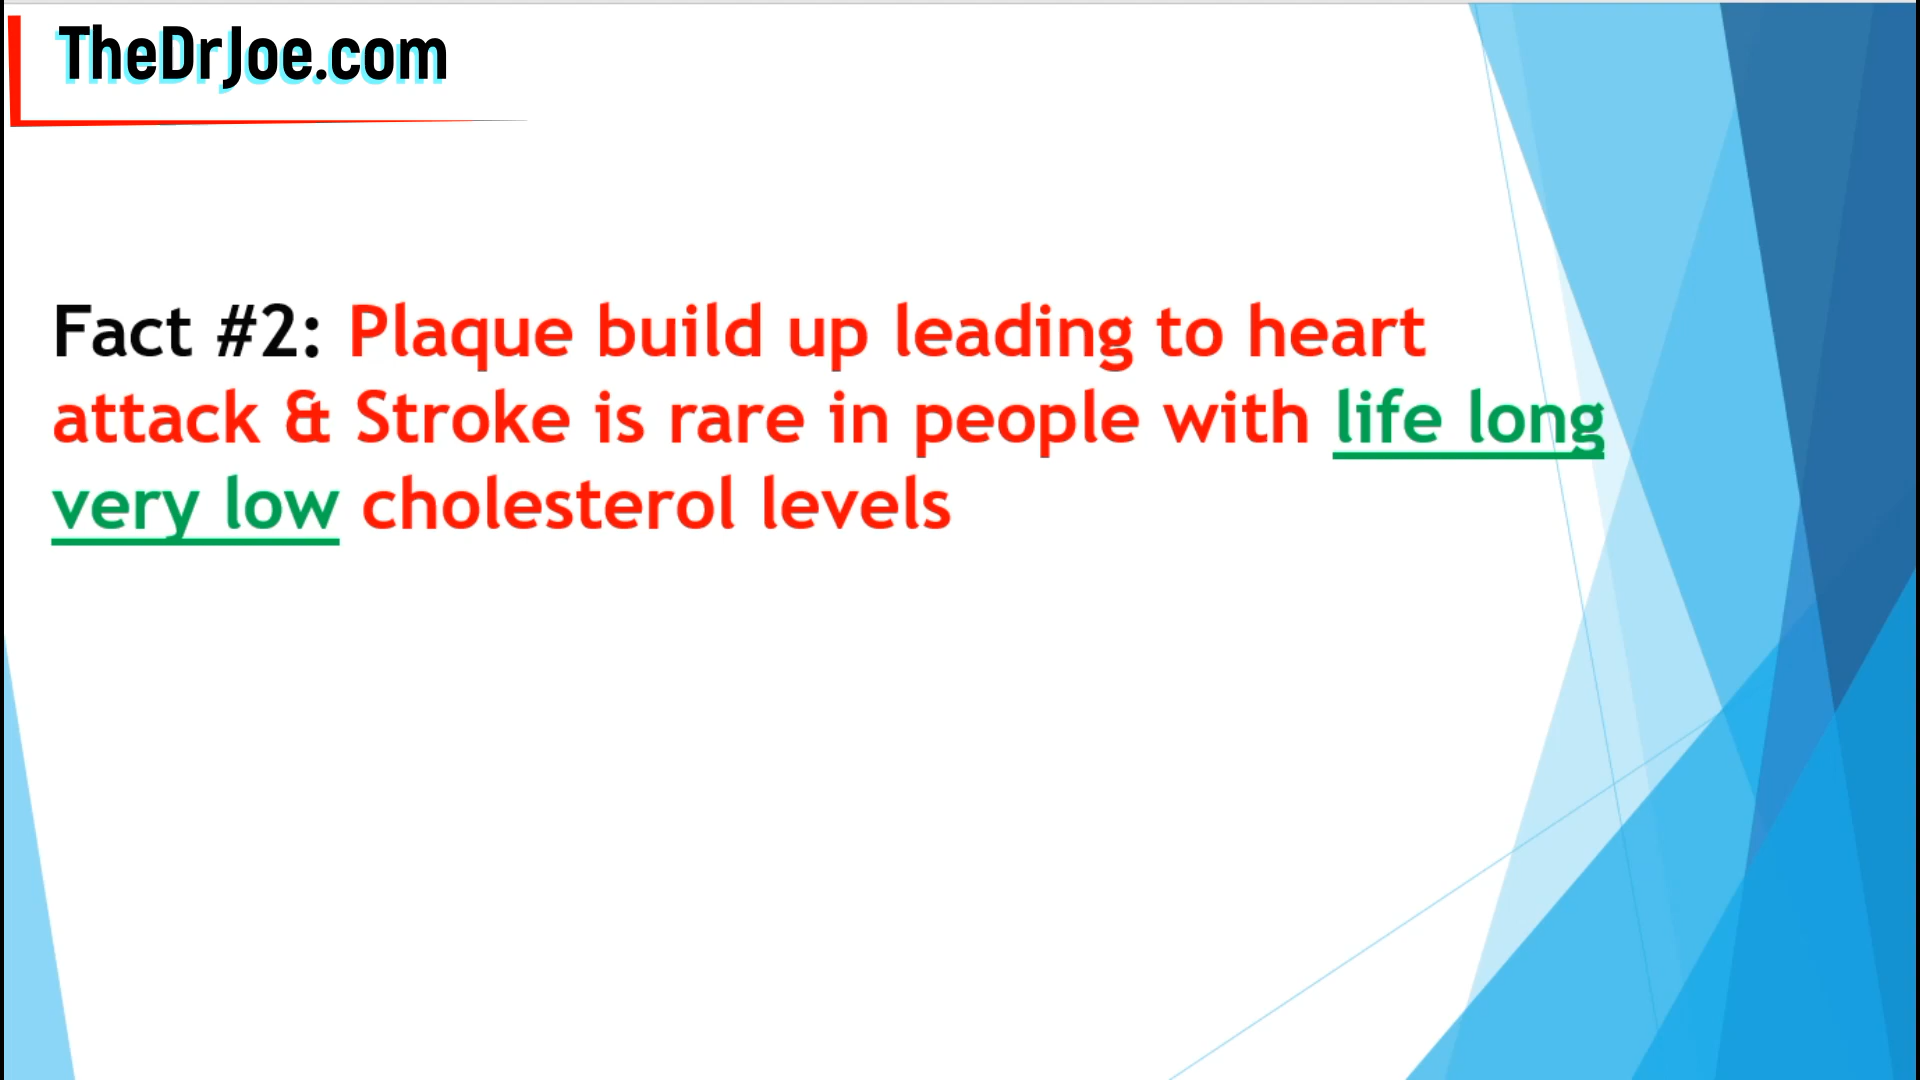 TheDrJoe.com
Fact #2: Plaque build up leading to heart
attack & Stroke is rare in people with life long
very low cholesterol levels